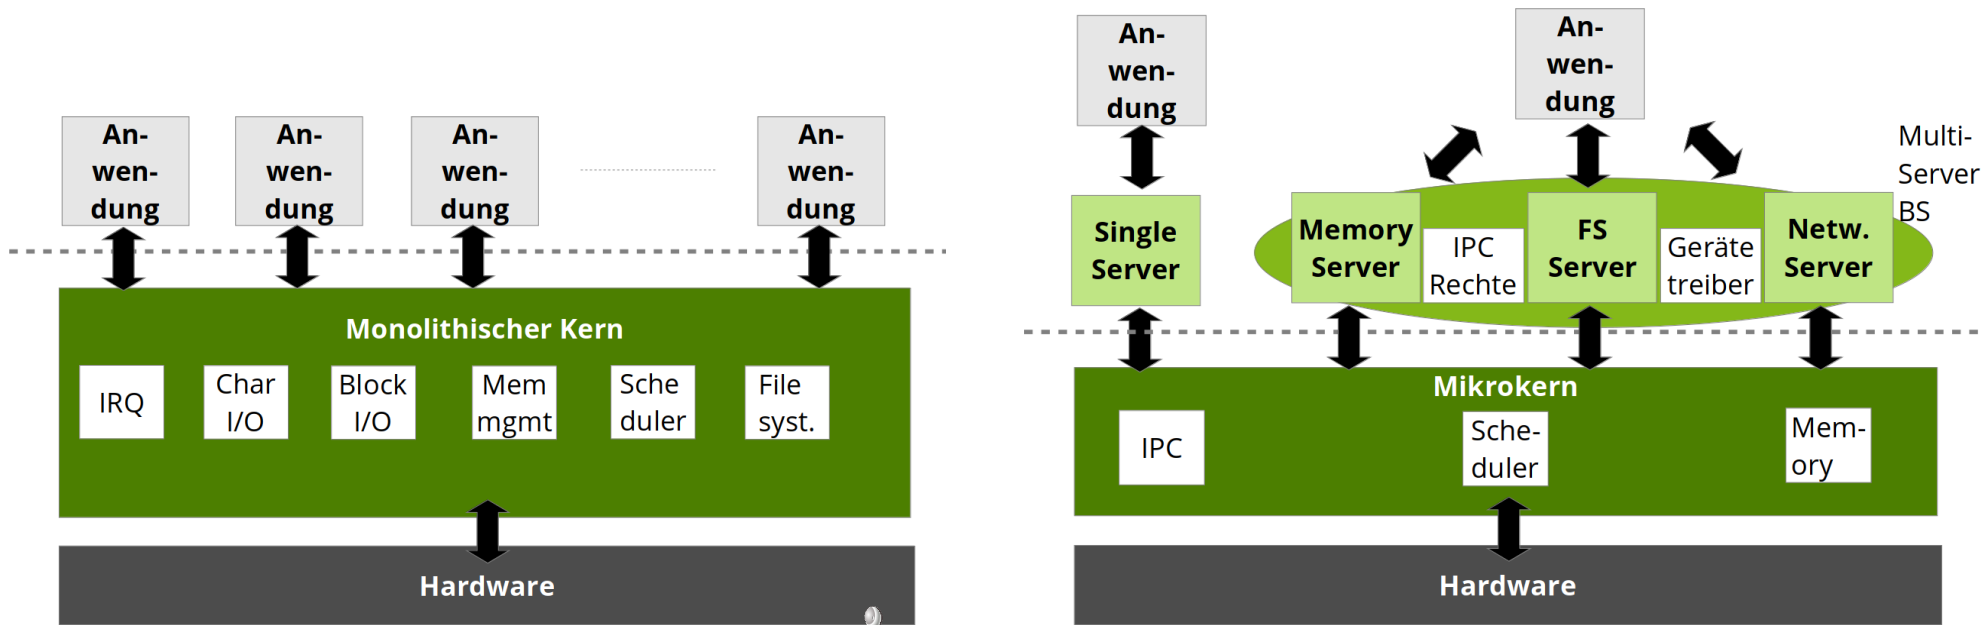 An-
wen-
dung
An-
wen-
dung
An-
wen-
dung
An-
wen-
dung
Monolithischer Kern
IRQ
Char
I/O
Block
I/O
Mem
mgmt
Sche
duler
File
syst.
Hardware
An-
wen-
dung
An-
wen-
dung
Multi-
Server
BS
Single
Server
Memory
Server
IPC
Rechte
FS
Server
Geräte
treiber
Netw.
Server
Mikrokern
IPC
Sche-
duler
Mem-
ory
Hardware